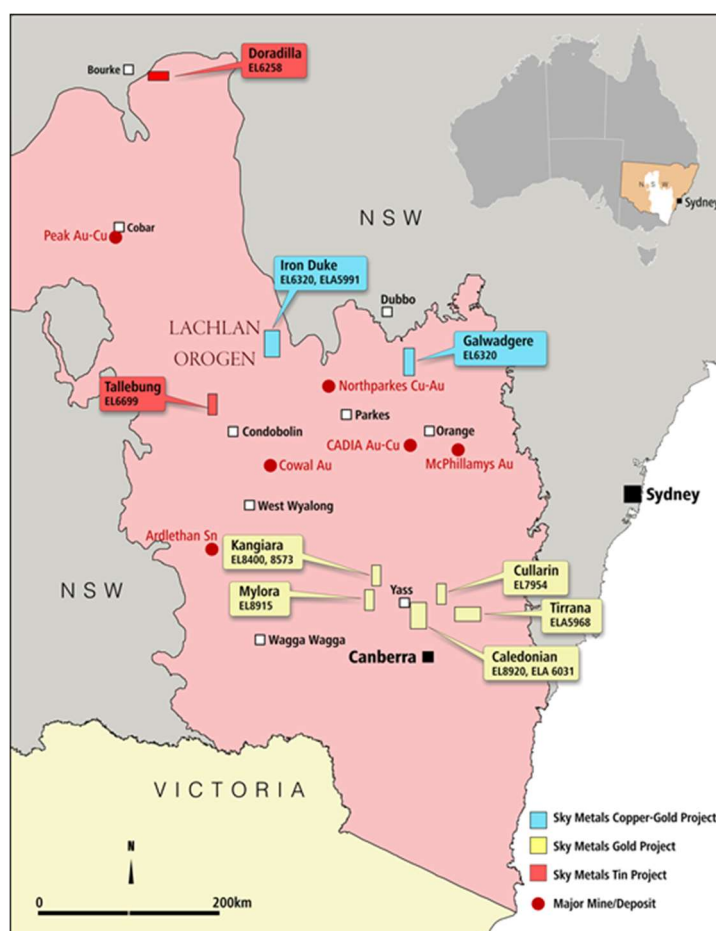 Doradilla
EL6258
Bourke
NSW
Sydney
NSW
Cobar
Peak Au-Cu
Iron Duke
EL6320, ELA5991
Dubbo
LACHLAN
OROGEN
Galwadgere
EL6320
Tallebung
EL6699
Northparkes Cu-Au
Parkes
Condobolin
Orange
CADIA Au-Cu
McPhillamys Au
Cowal Au
Sydney
West Wyalong
Ardlethan Sn
Kangiara
EL8400, 8573
Cullarin
EL7954
NSW
Mylora
EL8915
Yass
Tirrana
ELA5968
Wagga Wagga
Canberra
Caledonian
EL8920, ELA 6031
VICTORIA
Sky Metals Copper-Gold Project
Sky Metals Gold Project
Sky Metals Tin Project
Major Mine/Deposit
N
0 200km